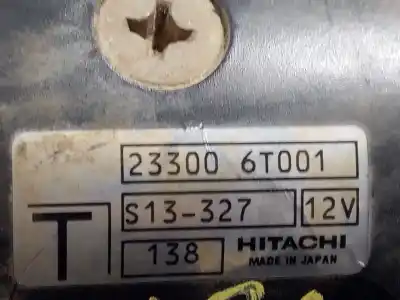 23300 6T001
T S13-327 12V
138 HITACHI
MADE IN JAPAN